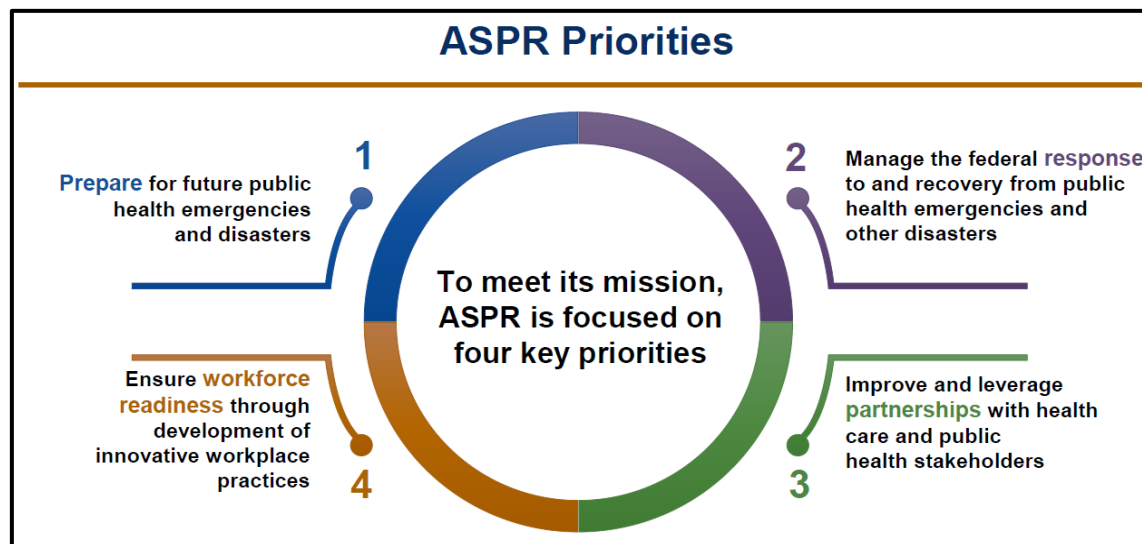 ASPR Priorities
1
Prepare for future public
health emergencies
and disasters
2
Manage the federal response
to and recovery from public
health emergencies and
other disasters
To meet its mission,
ASPR is focused on
four key priorities
Improve and leverage
partnerships with health
care and public
health stakeholders
3
Ensure workforce
readiness through
development of
innovative workplace
practices
4